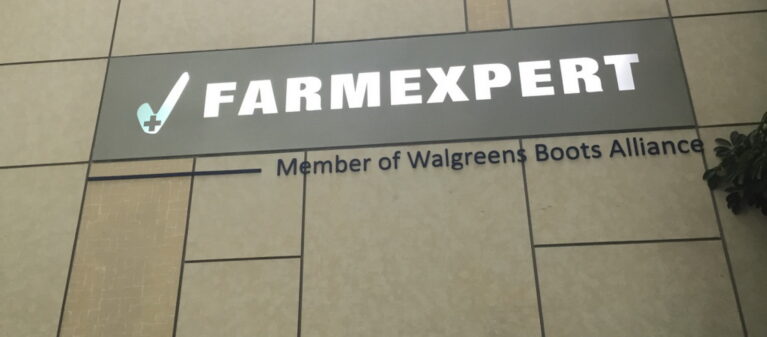 FARMEXPERT
Member of Walgreens Boots Alliance